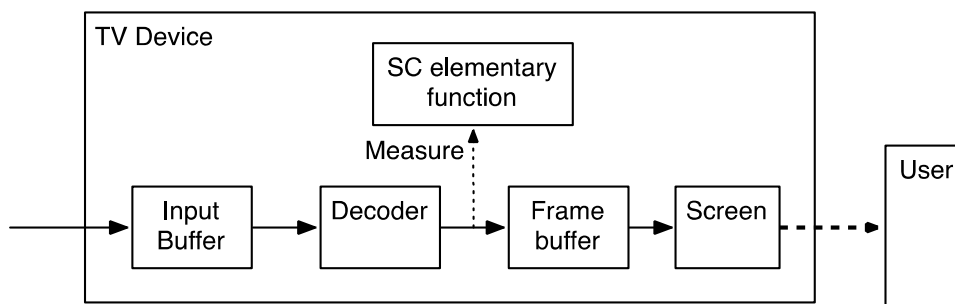 TV Device
SC elementary
function
Measure
User
Input
Buffer
Decoder
Frame
buffer
Screen